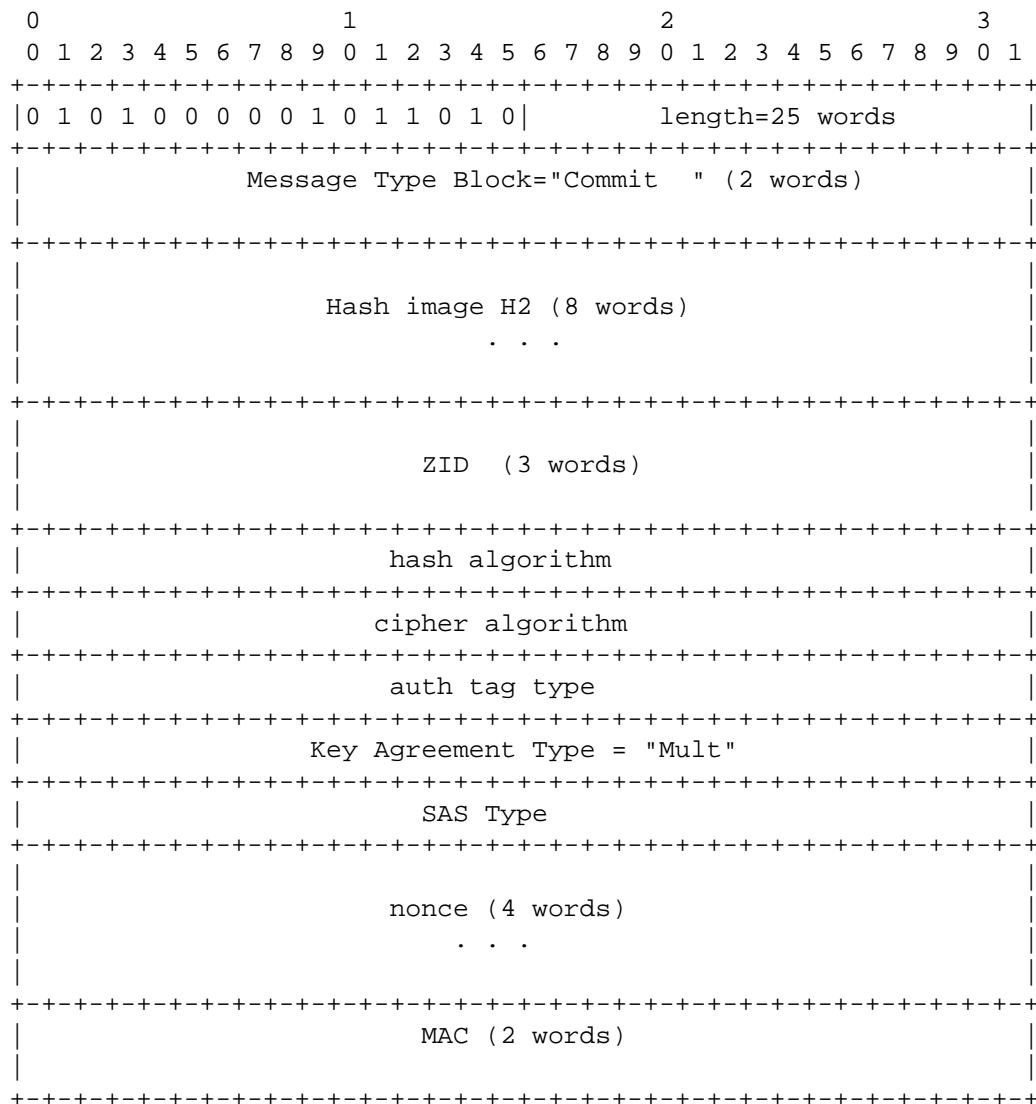 0                   1                   2                   3
 0 1 2 3 4 5 6 7 8 9 0 1 2 3 4 5 6 7 8 9 0 1 2 3 4 5 6 7 8 9 0 1
+-+-+-+-+-+-+-+-+-+-+-+-+-+-+-+-+-+-+-+-+-+-+-+-+-+-+-+-+-+-+-+-+
|0 1 0 1 0 0 0 0 0 1 0 1 1 0 1 0|        length=25 words        |
+-+-+-+-+-+-+-+-+-+-+-+-+-+-+-+-+-+-+-+-+-+-+-+-+-+-+-+-+-+-+-+-+
|              Message Type Block="Commit  " (2 words)          |
|                                                               |
+-+-+-+-+-+-+-+-+-+-+-+-+-+-+-+-+-+-+-+-+-+-+-+-+-+-+-+-+-+-+-+-+
|                                                               |
|                   Hash image H2 (8 words)                     |
|                             . . .                             |
|                                                               |
+-+-+-+-+-+-+-+-+-+-+-+-+-+-+-+-+-+-+-+-+-+-+-+-+-+-+-+-+-+-+-+-+
|                                                               |
|                         ZID  (3 words)                        |
|                                                               |
+-+-+-+-+-+-+-+-+-+-+-+-+-+-+-+-+-+-+-+-+-+-+-+-+-+-+-+-+-+-+-+-+
|                       hash algorithm                          |
+-+-+-+-+-+-+-+-+-+-+-+-+-+-+-+-+-+-+-+-+-+-+-+-+-+-+-+-+-+-+-+-+
|                      cipher algorithm                         |
+-+-+-+-+-+-+-+-+-+-+-+-+-+-+-+-+-+-+-+-+-+-+-+-+-+-+-+-+-+-+-+-+
|                       auth tag type                           |
+-+-+-+-+-+-+-+-+-+-+-+-+-+-+-+-+-+-+-+-+-+-+-+-+-+-+-+-+-+-+-+-+
|                  Key Agreement Type = "Mult"                  |
+-+-+-+-+-+-+-+-+-+-+-+-+-+-+-+-+-+-+-+-+-+-+-+-+-+-+-+-+-+-+-+-+
|                         SAS Type                              |
+-+-+-+-+-+-+-+-+-+-+-+-+-+-+-+-+-+-+-+-+-+-+-+-+-+-+-+-+-+-+-+-+
|                                                               |
|                       nonce (4 words)                         |
|                           . . .                               |
|                                                               |
+-+-+-+-+-+-+-+-+-+-+-+-+-+-+-+-+-+-+-+-+-+-+-+-+-+-+-+-+-+-+-+-+
|                         MAC (2 words)                         |
|                                                               |
+-+-+-+-+-+-+-+-+-+-+-+-+-+-+-+-+-+-+-+-+-+-+-+-+-+-+-+-+-+-+-+-+